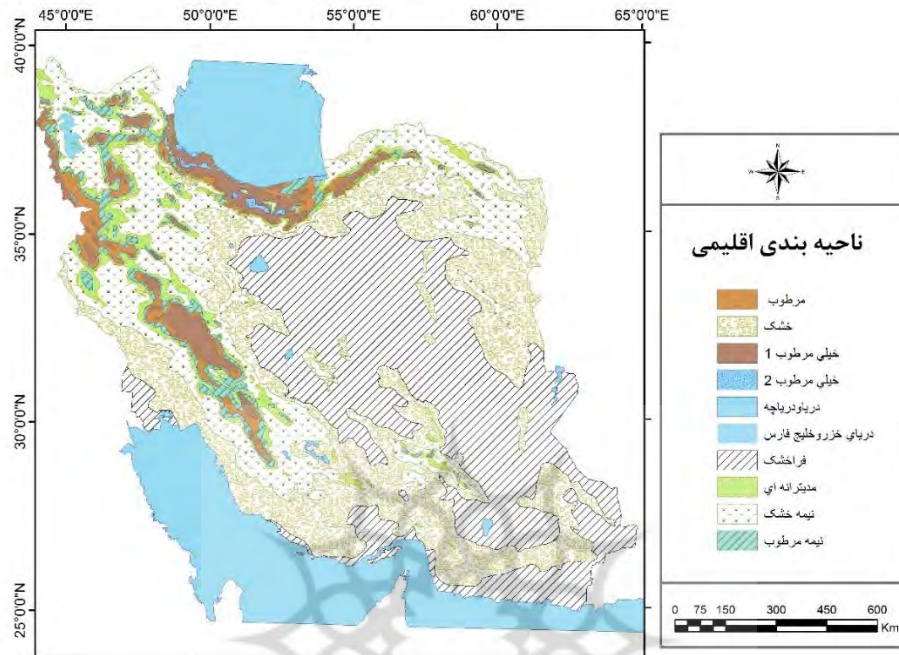 45°0'0"E 50°0'0"E 55°0'0"E 60°0'0"E 65°0'0"E
40°0'0"N
35°0'0"N
30°0'0"N
25°0'0"N
N
W E
S
ناحیه بندی اقلیمی
مرطوب
خشک
خیلي مرطوب 1
خیلي مرطوب 2
دریاودریاچه
دریاي خزروخلیج فارس
فراخشک
مدیترانه اي
نیمه خشک
نیمه مرطوب
0 75 150 300 450 600
Km